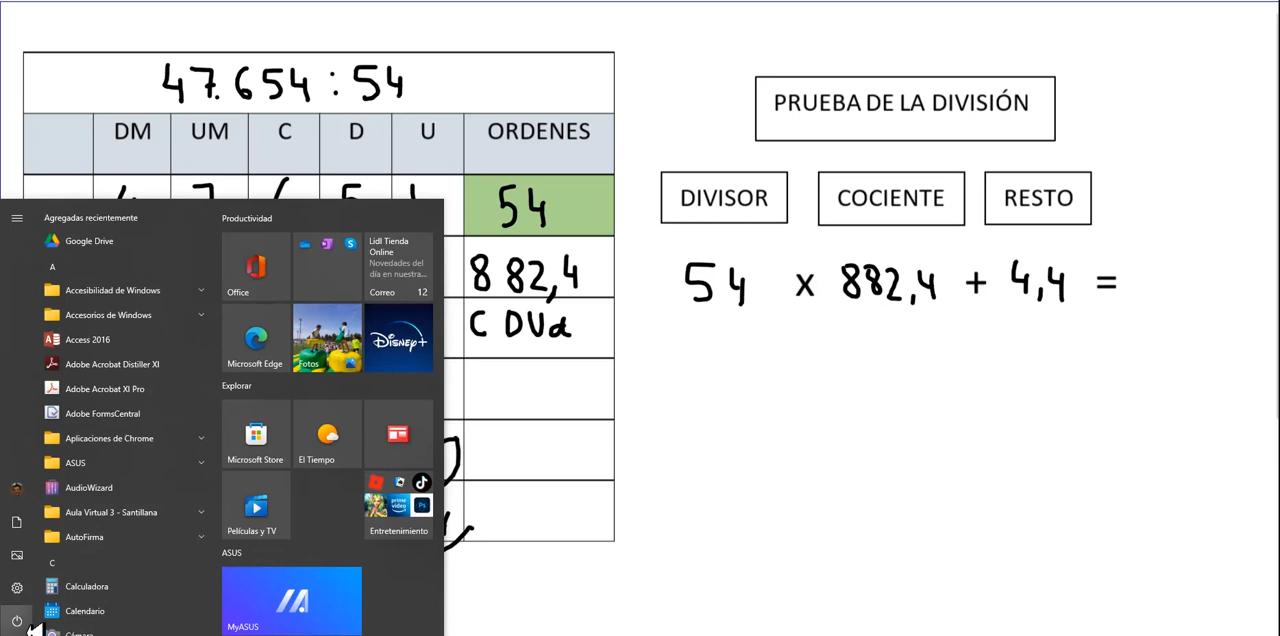 47.654 : 54
DM UM C D U ORDENES
54
882,4
C D U d
PRUEBA DE LA DIVISIÓN
DIVISOR COCIENTE RESTO
54 x 882,4 + 4,4 =
Agregadas recientemente
Google Drive
A
Accesibilidad de Windows
Accesorios de Windows
Access 2016
Adobe Acrobat Distiller XI
Adobe Acrobat XI Pro
Adobe FormsCentral
Aplicaciones de Chrome
ASUS
AudioWizard
Aula Virtual 3 - Santillana
AutoFirma
C
Calculadora
Calendario
Productividad
Office
Lidl Tienda
Online
Novedades
del día en nuestra...
Correo 12
Microsoft Edge
Fotos
Disney+
Explorar
Microsoft Store
El Tiempo
Películas y TV
prime video
Ps
Entretenimiento
ASUS
MyASUS